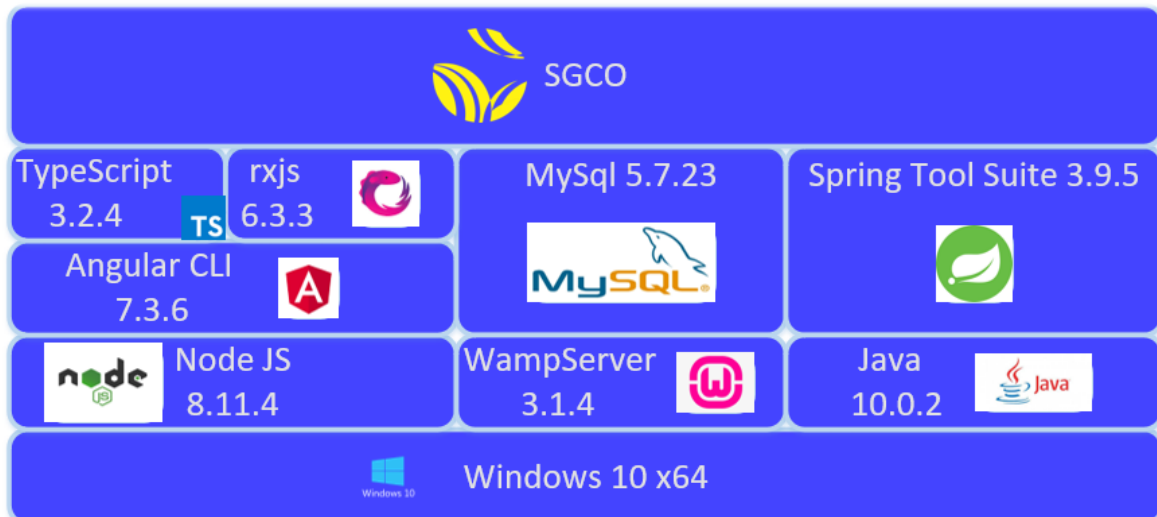 SGCO
TypeScript
3.2.4
TS
rxjs
6.3.3
MySql 5.7.23
MySQL®
Spring Tool Suite 3.9.5
Angular CLI
7.3.6
A
node
JS
Node JS
8.11.4
WampServer
3.1.4
W
Java
10.0.2
Java
Windows 10
Windows 10 x64